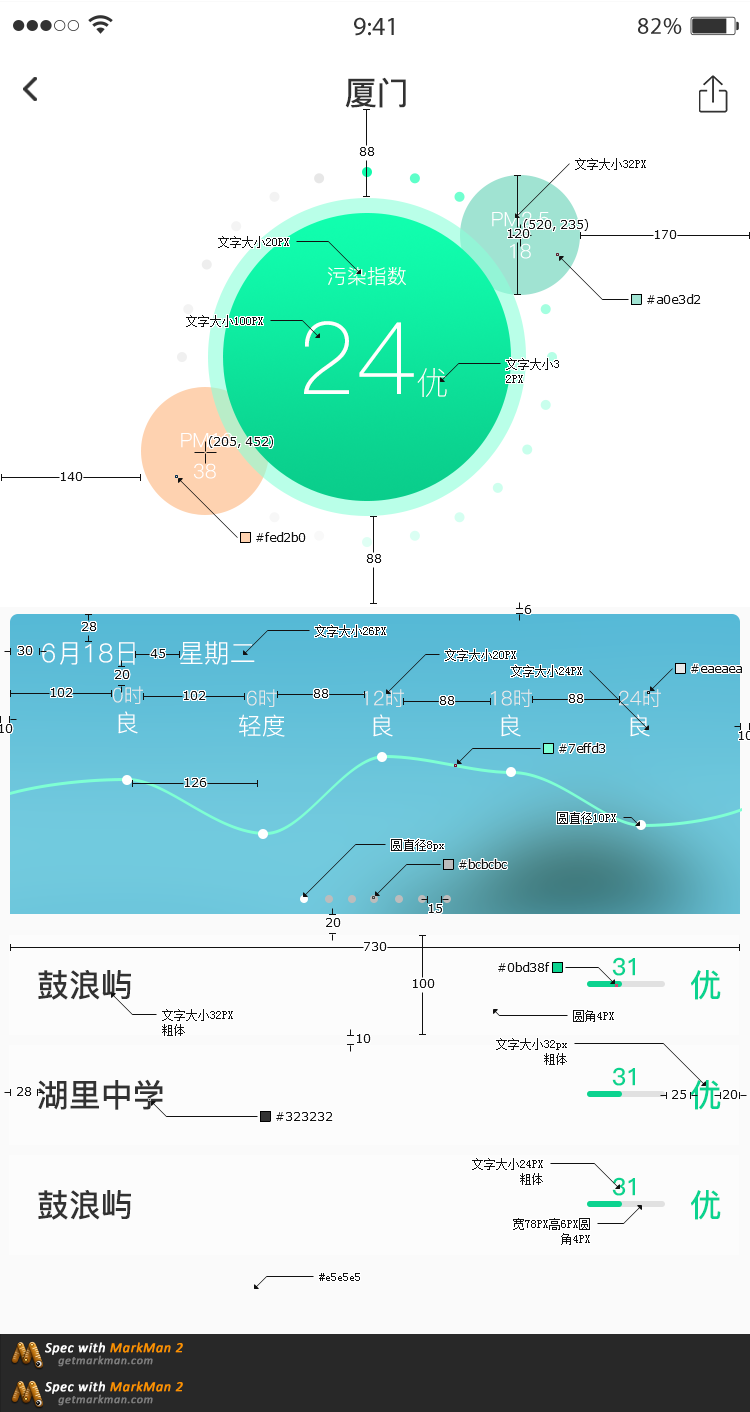 9:41
82%
厦门
88
文字大小32PX
PM2.5
(520, 235)
120
170
18
文字大小20PX
污染指数
#a0e3d2
文字大小100PX
24
优
文字大小3
2PX
PM10
(205, 452)
38
140
#fed2b0
88
6
28
30
6月18日
45
星期二
文字大小26PX
文字大小20PX
20
文字大小24PX
#eaeaea
102
0时
102
6时
88
12时
88
18时
88
24时
良
轻度
良
良
良
10
10
#7effd3
126
圆直径10PX
圆直径8px
#bcbcbc
15
20
730
鼓浪屿
100
#0bd38f
31
优
文字大小32PX
粗体
圆角4PX
10
文字大小32px
粗体
28
湖里中学
31
优
25
20
#323232
文字大小24PX
粗体
鼓浪屿
31
优
宽78PX高6PX圆
角4PX
#e5e5e5
Spec with MarkMan 2
getmarkman.com
Spec with MarkMan 2
getmarkman.com